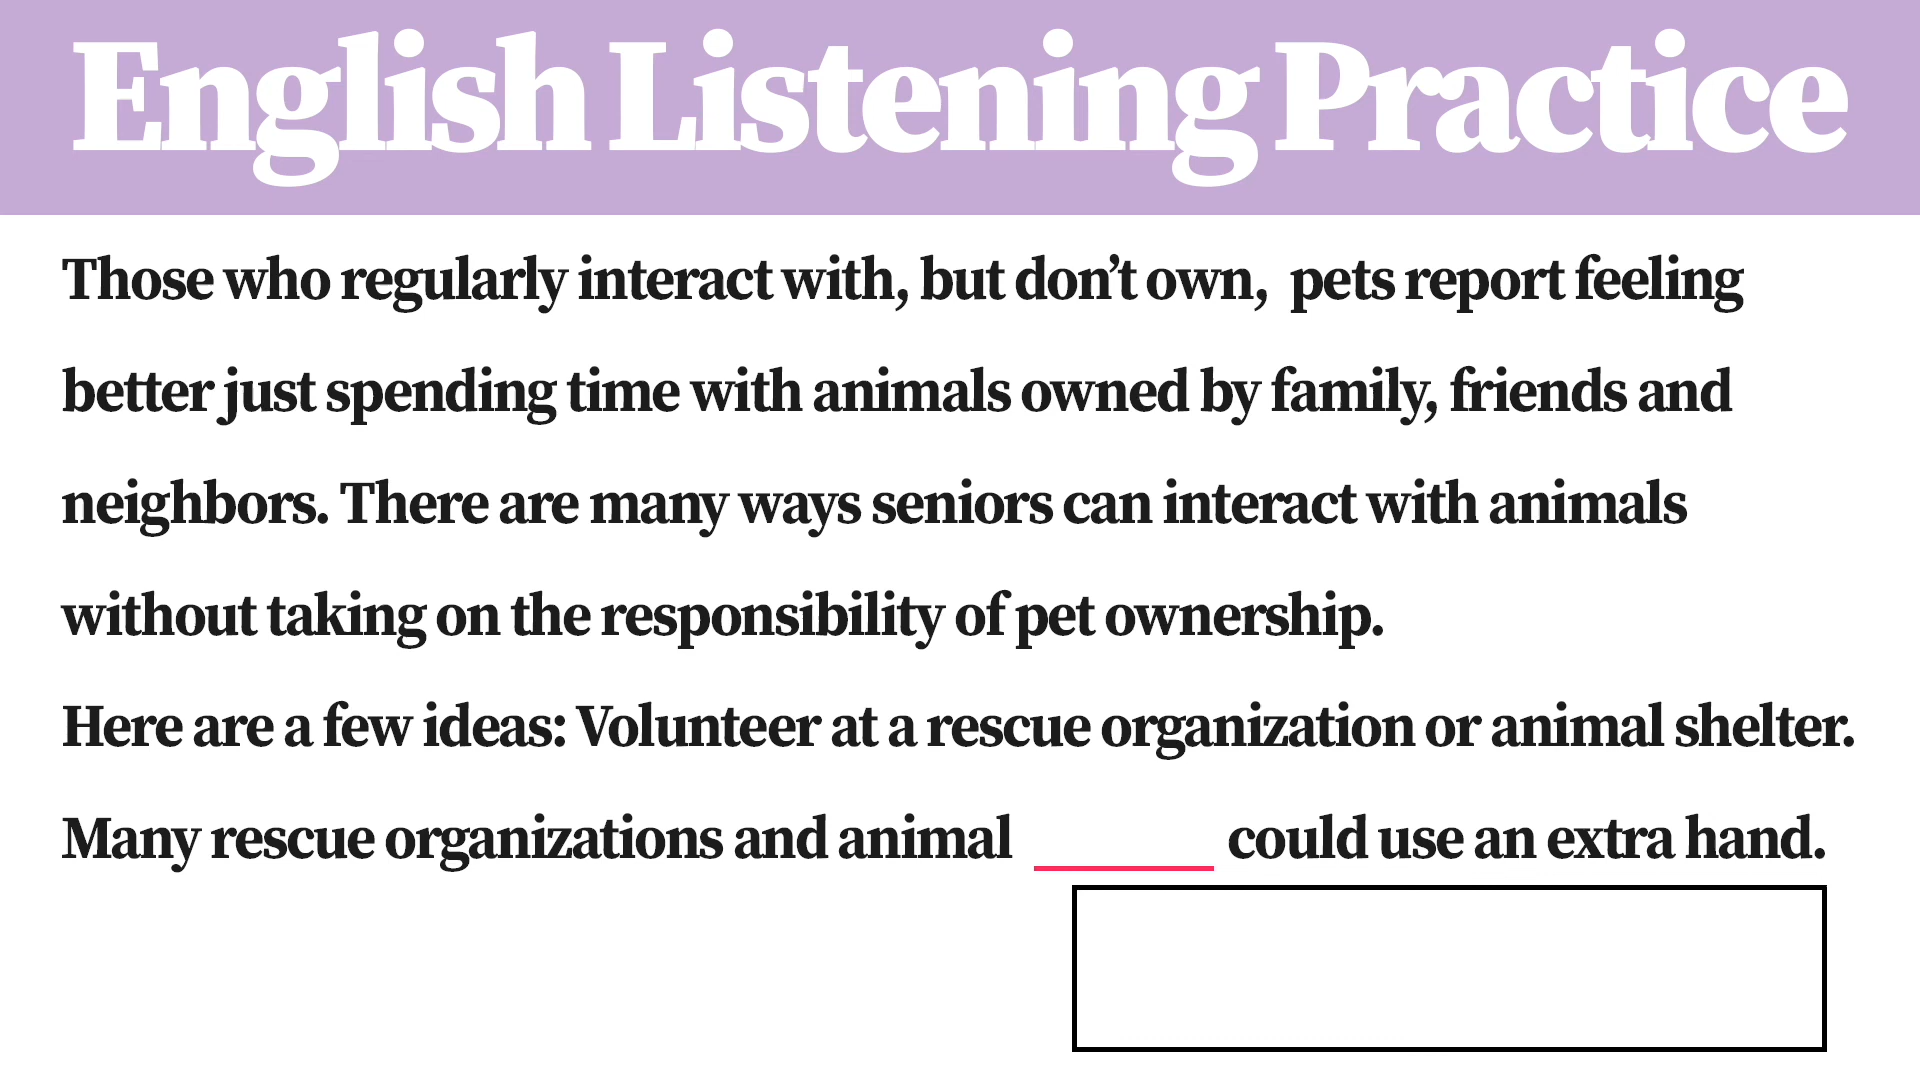 English Listening Practice
Those who regularly interact with, but don’t own, pets report feeling
better just spending time with animals owned by family, friends and
neighbors. There are many ways seniors can interact with animals
without taking on the responsibility of pet ownership.
Here are a few ideas: Volunteer at a rescue organization or animal shelter.
Many rescue organizations and animal ______ could use an extra hand.